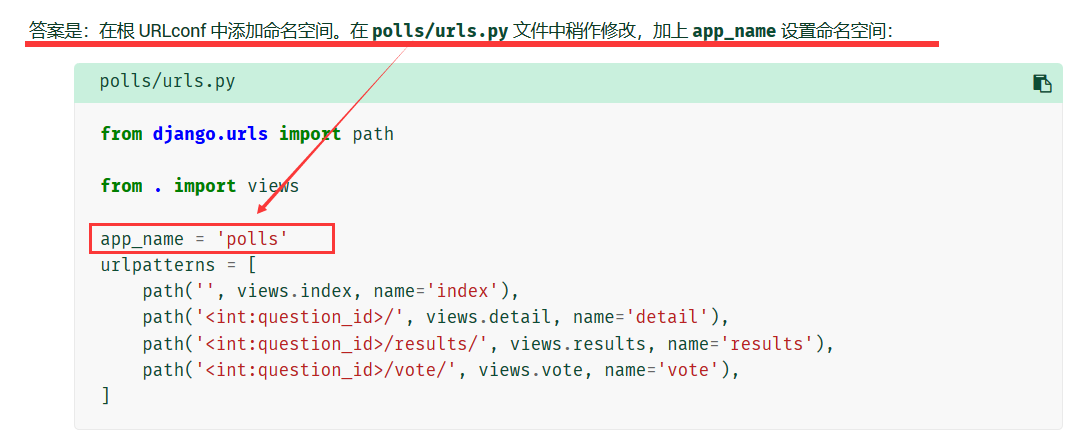 答案是：在根 URLconf 中添加命名空间。在 polls/urls.py 文件中稍作修改，加上 app_name 设置命名空间：
polls/urls.py
from django.urls import path
from . import views
app_name = 'polls'
urlpatterns = [
    path('', views.index, name='index'),
    path('<int:question_id>/', views.detail, name='detail'),
    path('<int:question_id>/results/', views.results, name='results'),
    path('<int:question_id>/vote/', views.vote, name='vote'),
]